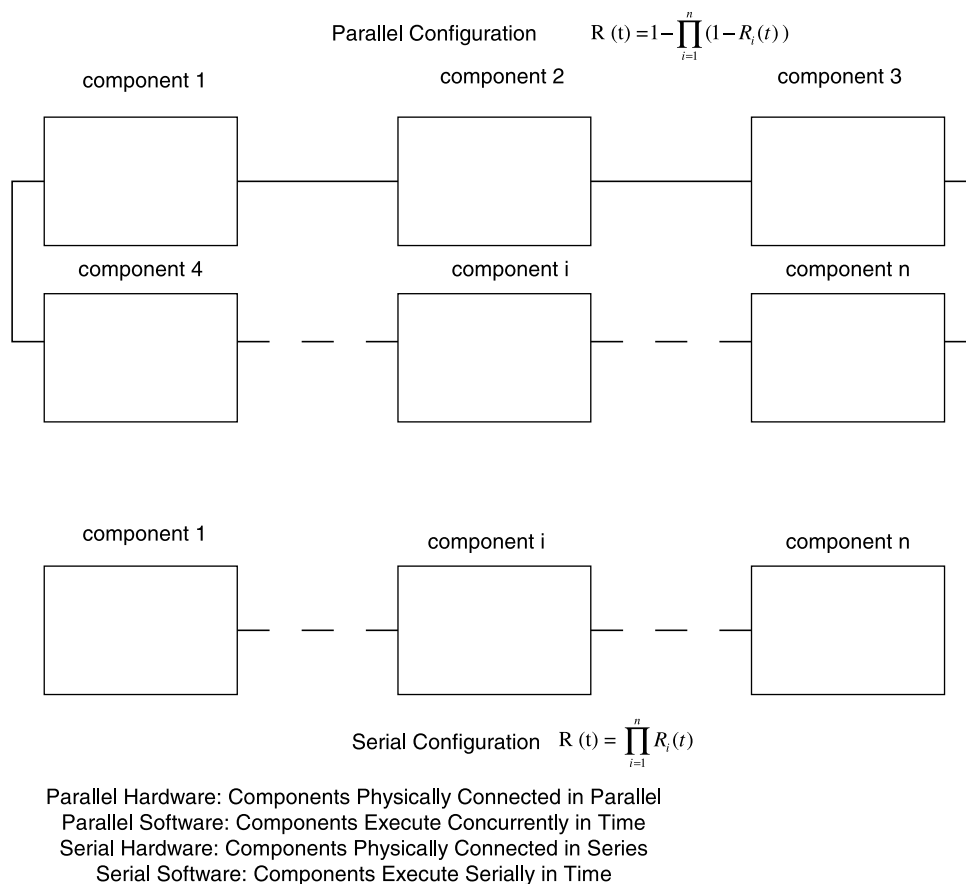 Parallel Configuration R (t) =1−∏_{i=1}^{n}(1−R_i(t))
component 1 component 2 component 3
component 4 component i component n
component 1 component i component n
Serial Configuration R (t) = ∏_{i=1}^{n} R_i(t)
Parallel Hardware: Components Physically Connected in Parallel
Parallel Software: Components Execute Concurrently in Time
Serial Hardware: Components Physically Connected in Series
Serial Software: Components Execute Serially in Time